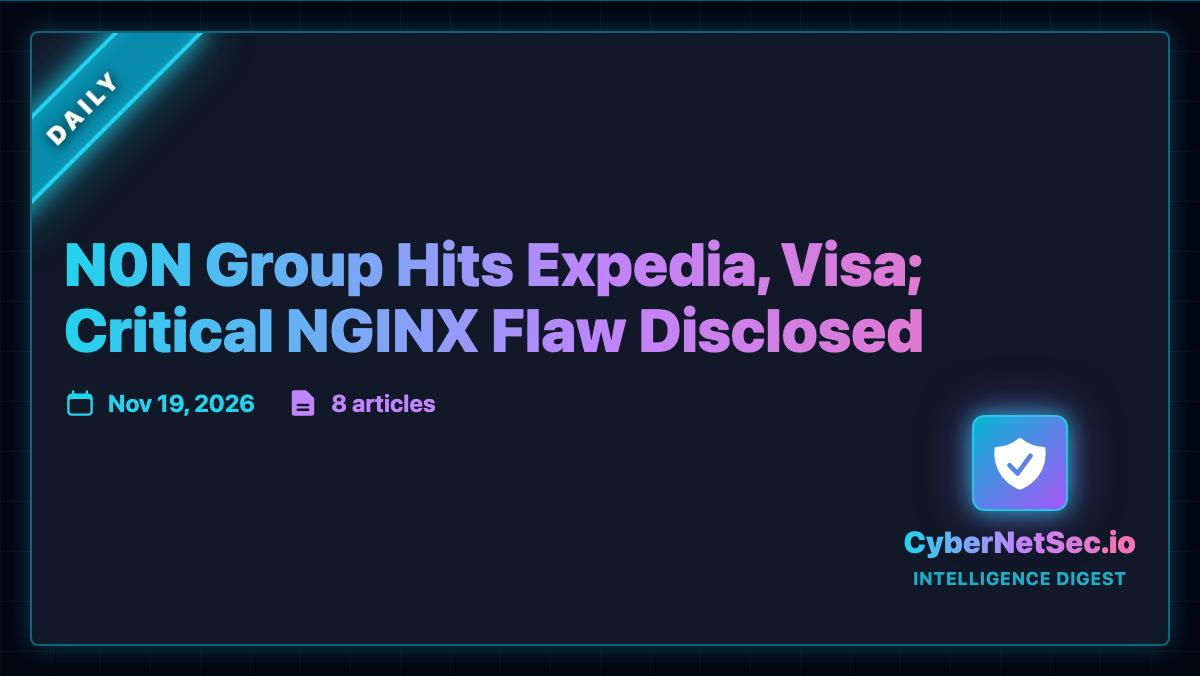 DAILY
N0N Group Hits Expedia, Visa;
Critical NGINX Flaw Disclosed
Nov 19, 2026
8 articles
CyberNetSec.io
INTELLIGENCE DIGEST